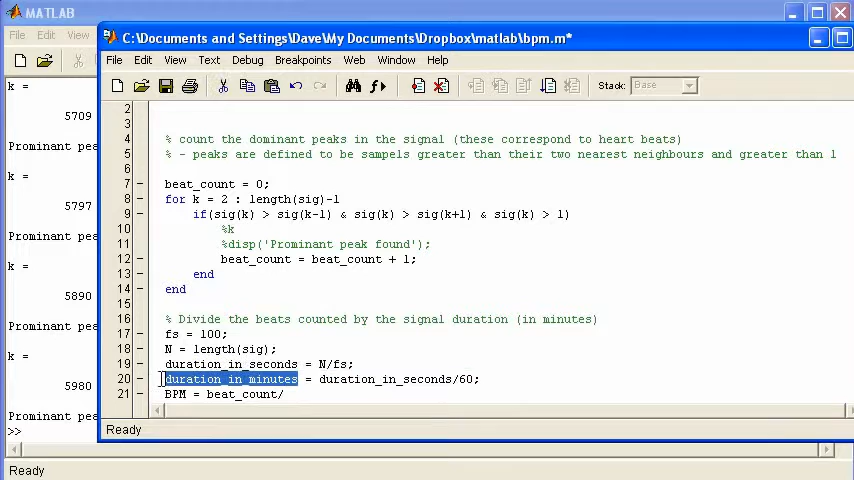 MATLAB
C:\Documents and Settings\Dave\My Documents\Dropbox\matlab\bpm.m*
File Edit View
File Edit View Text Debug Breakpoints Web Window Help
Stack: Base
k =
5709
Prominant pea
k =
5797
Prominant pea
k =
5890
Prominant pea
k =
5980
Prominant pea
>>
2
3
4 % count the dominant peaks in the signal (these correspond to heart beats)
5 % - peaks are defined to be sampels greater than their two nearest neighbours and greater than 1
6
7 - beat_count = 0;
8 - for k = 2 : length(sig)-1
9 - if(sig(k) > sig(k-1) & sig(k) > sig(k+1) & sig(k) > 1)
10 %k
11 %disp('Prominant peak found');
12 - beat_count = beat_count + 1;
13 - end
14 - end
15
16 % Divide the beats counted by the signal duration (in minutes)
17 - fs = 100;
18 - N = length(sig);
19 - duration_in_seconds = N/fs;
20 - duration_in_minutes = duration_in_seconds/60;
21 - BPM = beat_count/
Ready
Ready